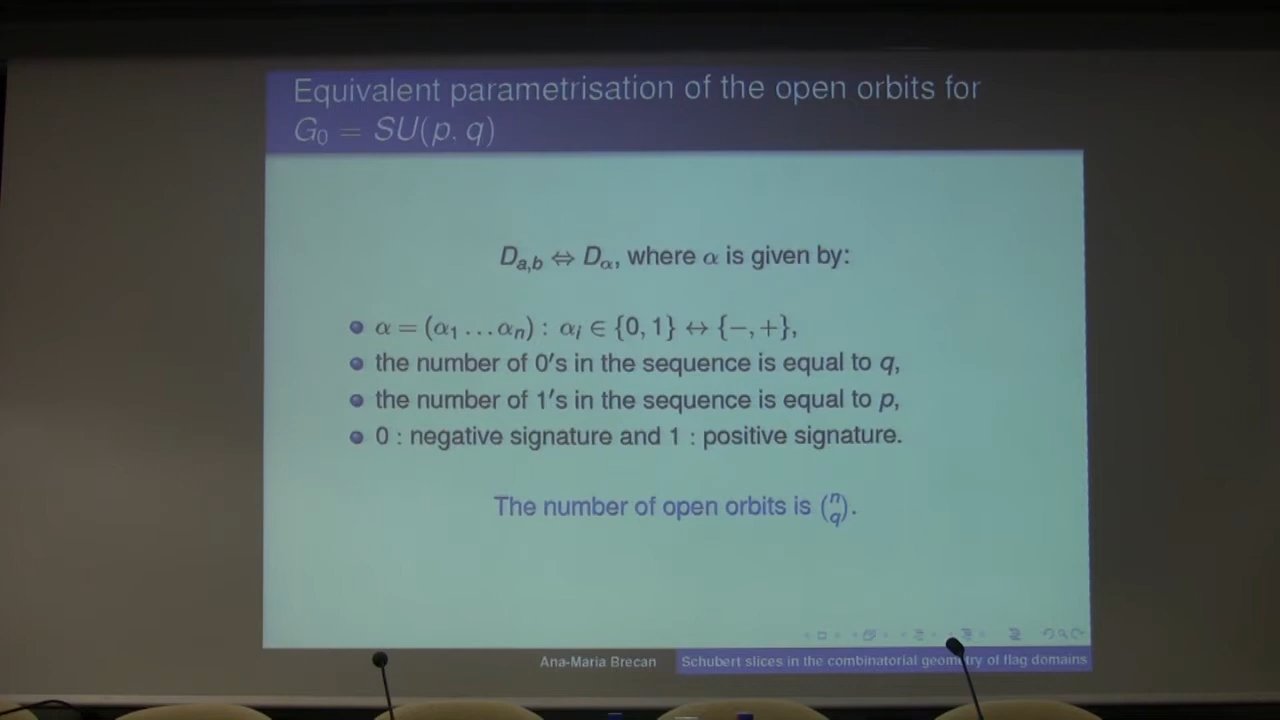 Equivalent parametrisation of the open orbits for
G₀ = SU(p, q)
D_{a,b} ⇔ D_α, where α is given by:
α = (α₁ … αₙ) : αᵢ ∈ {0, 1} ↔ {−, +},
the number of 0′s in the sequence is equal to q,
the number of 1′s in the sequence is equal to p,
0 : negative signature and 1 : positive signature.
The number of open orbits is (n q).
Ana-Maria Brecan Schubert slices in the combinatorial geometry of flag domains